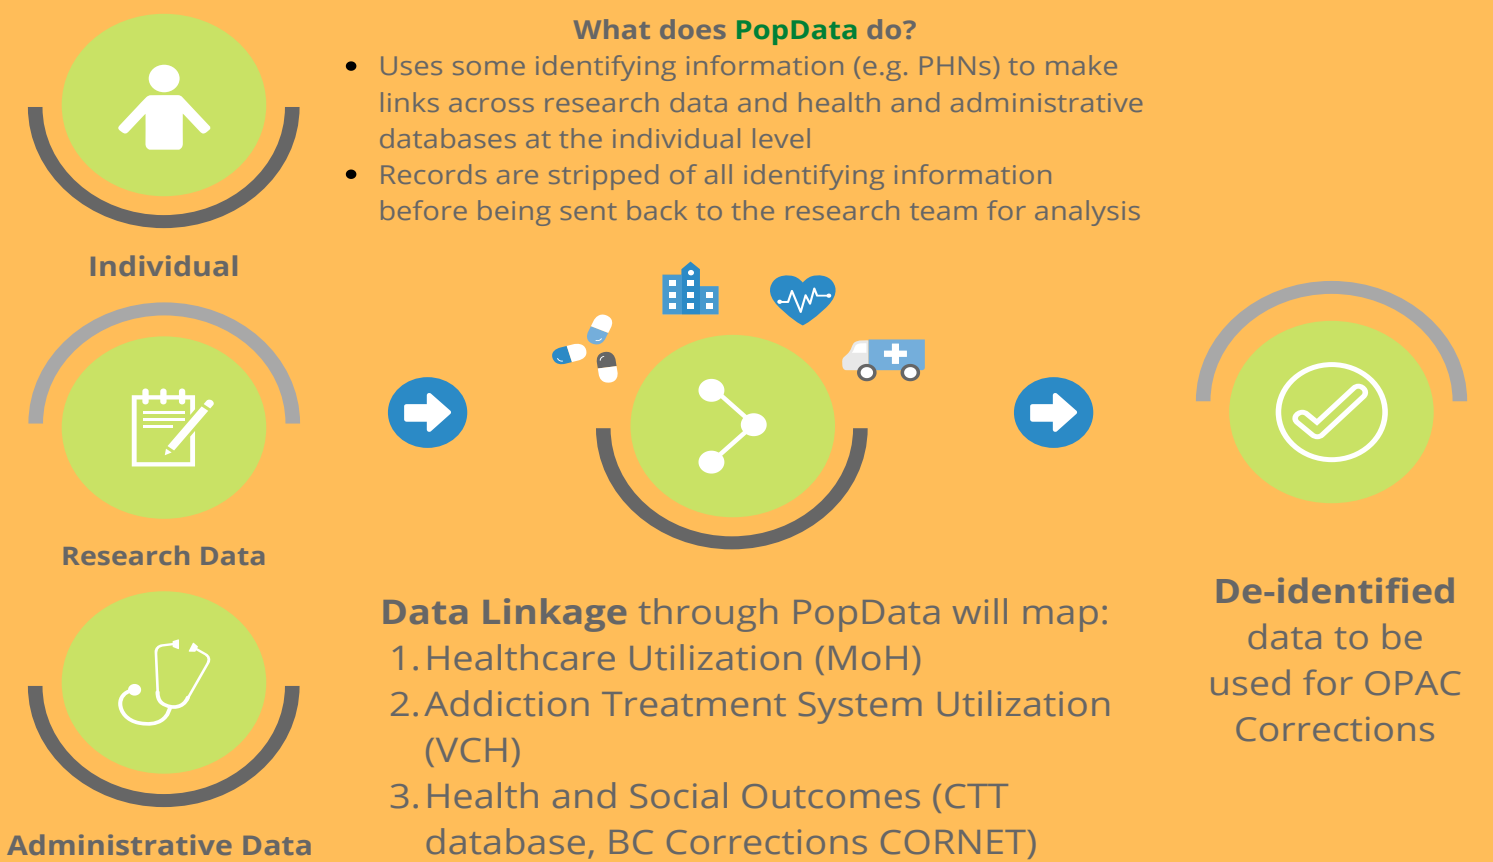 What does PopData do?
• Uses some identifying information (e.g. PHNs) to make
links across research data and health and administrative
databases at the individual level
• Records are stripped of all identifying information
before being sent back to the research team for analysis
Individual
Research Data
Administrative Data
Data Linkage through PopData will map:
1. Healthcare Utilization (MoH)
2. Addiction Treatment System Utilization
(VCH)
3. Health and Social Outcomes (CTT
database, BC Corrections CORNET)
De-identified
data to be
used for OPAC
Corrections